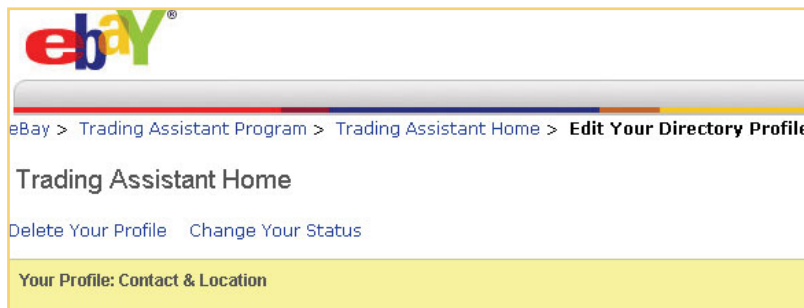 ebaY®
eBay > Trading Assistant Program > Trading Assistant Home > Edit Your Directory Profile
Trading Assistant Home
Delete Your Profile Change Your Status
Your Profile: Contact & Location